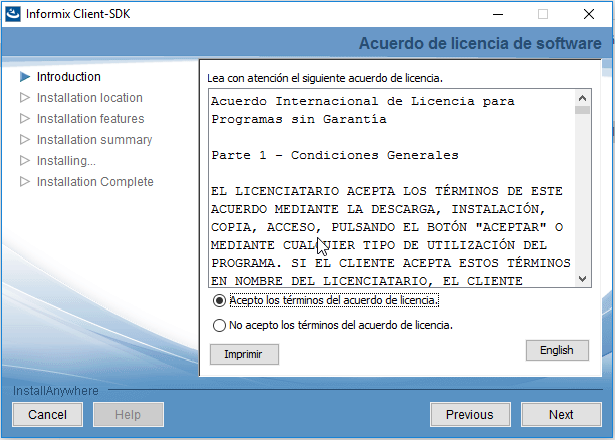 Informix Client-SDK
Acuerdo de licencia de software
Introduction
Installation location
Installation features
Installation summary
Installing...
Installation Complete
Lea con atención el siguiente acuerdo de licencia.
Acuerdo Internacional de Licencia para
Programas sin Garantía
Parte 1 - Condiciones Generales
EL LICENCIATARIO ACEPTA LOS TÉRMINOS DE ESTE
ACUERDO MEDIANTE LA DESCARGA, INSTALACIÓN,
COPIA, ACCESO, PULSANDO EL BOTÓN "ACEPTAR" O
MEDIANTE CUALQUIER TIPO DE UTILIZACIÓN DEL
PROGRAMA. SI EL CLIENTE ACEPTA ESTOS TÉRMINOS
EN NOMBRE DEL LICENCIATARIO, EL CLIENTE
Acepto los términos del acuerdo de licencia.
No acepto los términos del acuerdo de licencia.
Imprimir
English
InstallAnywhere
Cancel
Help
Previous
Next